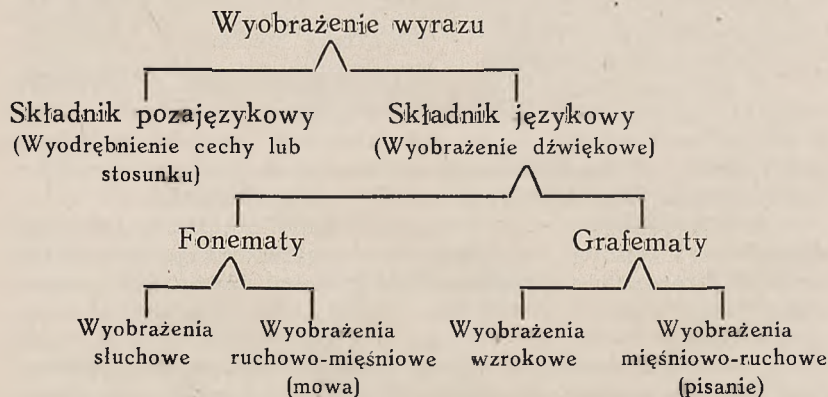 Wyobrażenie wyrazu
Składnik pozajęzykowy
(Wyodrębnienie cechy lub
stosunku)
Składnik językowy
(Wyobrażenie dźwiękowe)
Fonematy
Grafematy
Wyobrażenia
słuchowe
Wyobrażenia
ruchowo-mięśniowe
(mowa)
Wyobrażenia
wzrokowe
Wyobrażenia
mięśniowo-ruchowe
(pisanie)